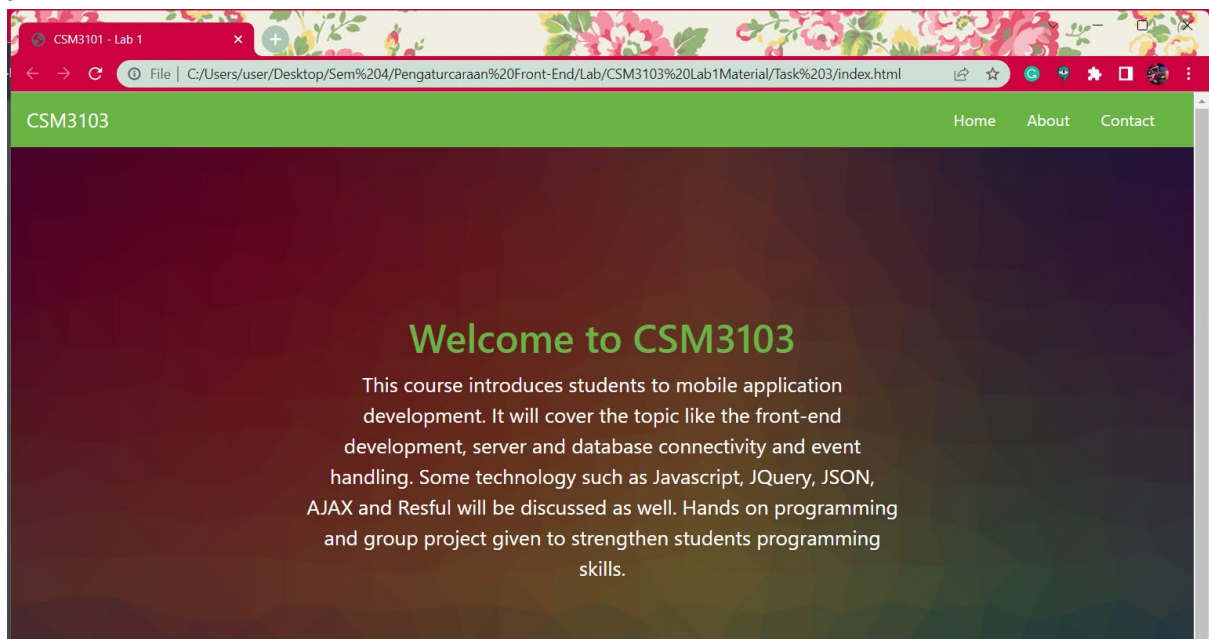 CSM3101 - Lab 1
File | C:/Users/user/Desktop/Sem%204/Pengaturcaraan%20Front-End/Lab/CSM3103%20Lab1Material/Task%203/index.html
CSM3103 Home About Contact
Welcome to CSM3103
This course introduces students to mobile application
development. It will cover the topic like the front-end
development, server and database connectivity and event
handling. Some technology such as Javascript, JQuery, JSON,
AJAX and Resful will be discussed as well. Hands on programming
and group project given to strengthen students programming
skills.